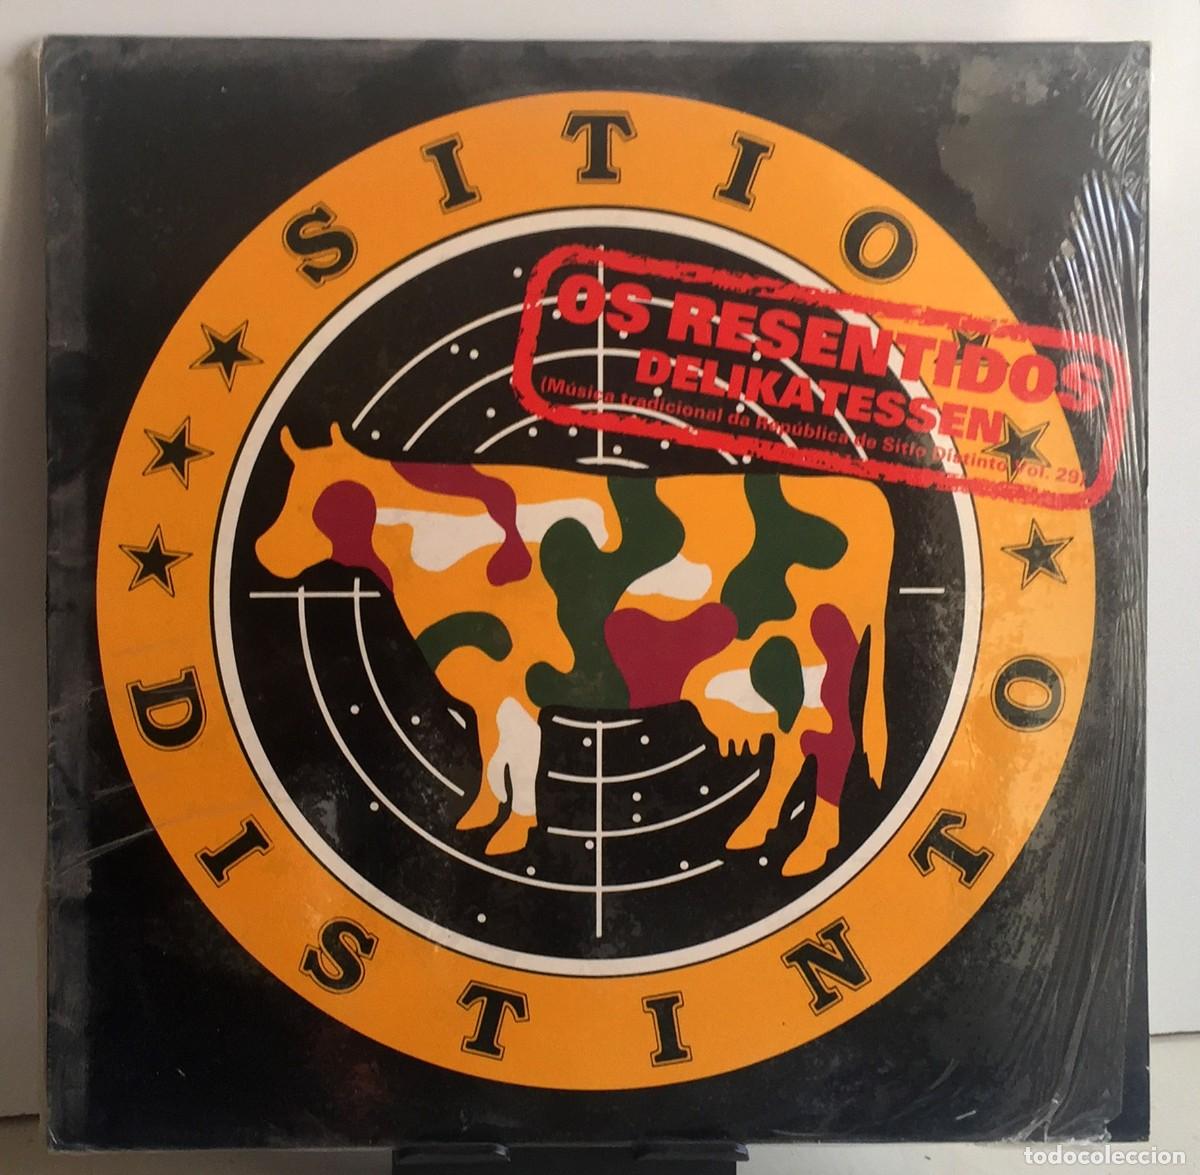 SITIO
OS RESENTIDOS
DELIKATESSEN
(Música tradicional da República de Sitio Distinto Vol. 29)
DISTINTO
todocoleccion